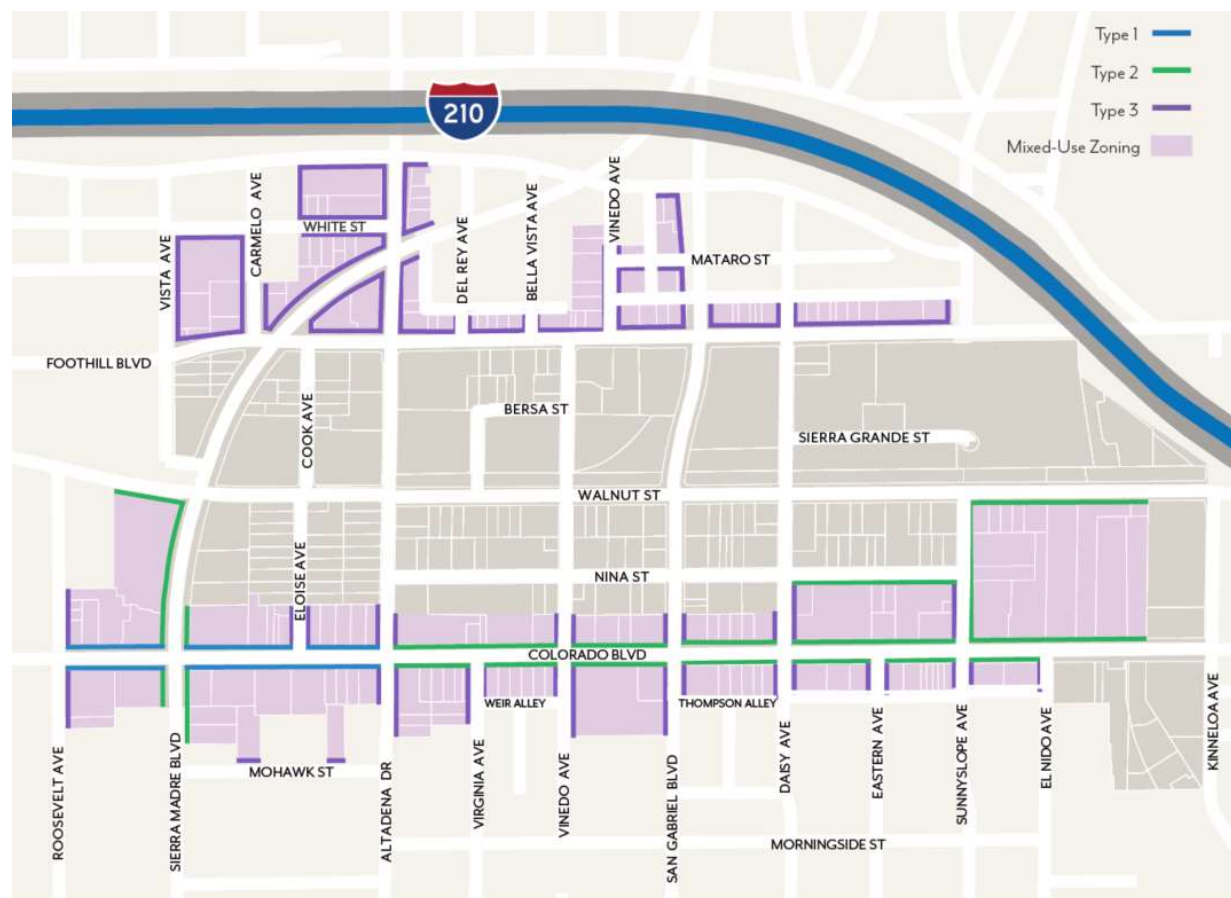 Type 1
Type 2
Type 3
Mixed-Use Zoning
210
VISTA AVE
CARMELO AVE
WHITE ST
DEL REY AVE
BELLA VISTA AVE
VINEDO AVE
MATARO ST
FOOTHILL BLVD
COOK AVE
BERSA ST
SIERRA GRANDE ST
WALNUT ST
ELOISE AVE
NINA ST
COLORADO BLVD
WEIR ALLEY
THOMPSON ALLEY
MOHAWK ST
ROOSEVELT AVE
SIERRA MADRE BLVD
ALTADENA DR
VIRGINIA AVE
VINEDO AVE
SAN GABRIEL BLVD
DAISY AVE
EASTERN AVE
SUNNYSLOPE AVE
EL NIDO AVE
KINNELOA AVE
MORNINGSIDE ST